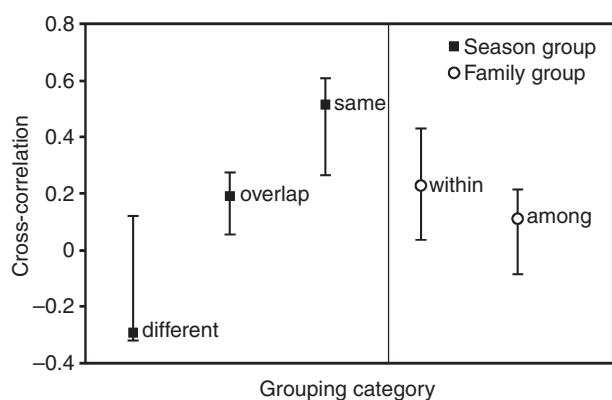 0.8
0.6
0.4
0.2
0
−0.2
−0.4
Cross-correlation
Season group
Family group
same
overlap
different
within
among
Grouping category